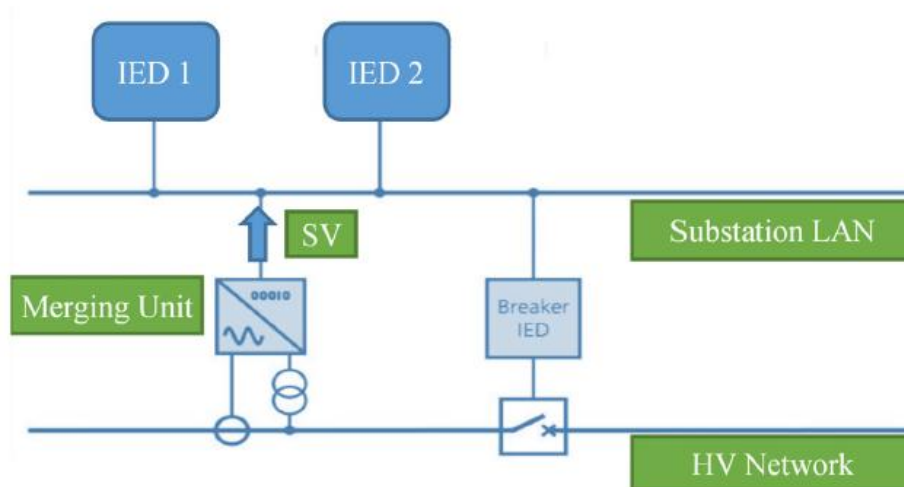 IED 1
IED 2
SV
Substation LAN
Merging Unit
00010
Breaker
IED
HV Network